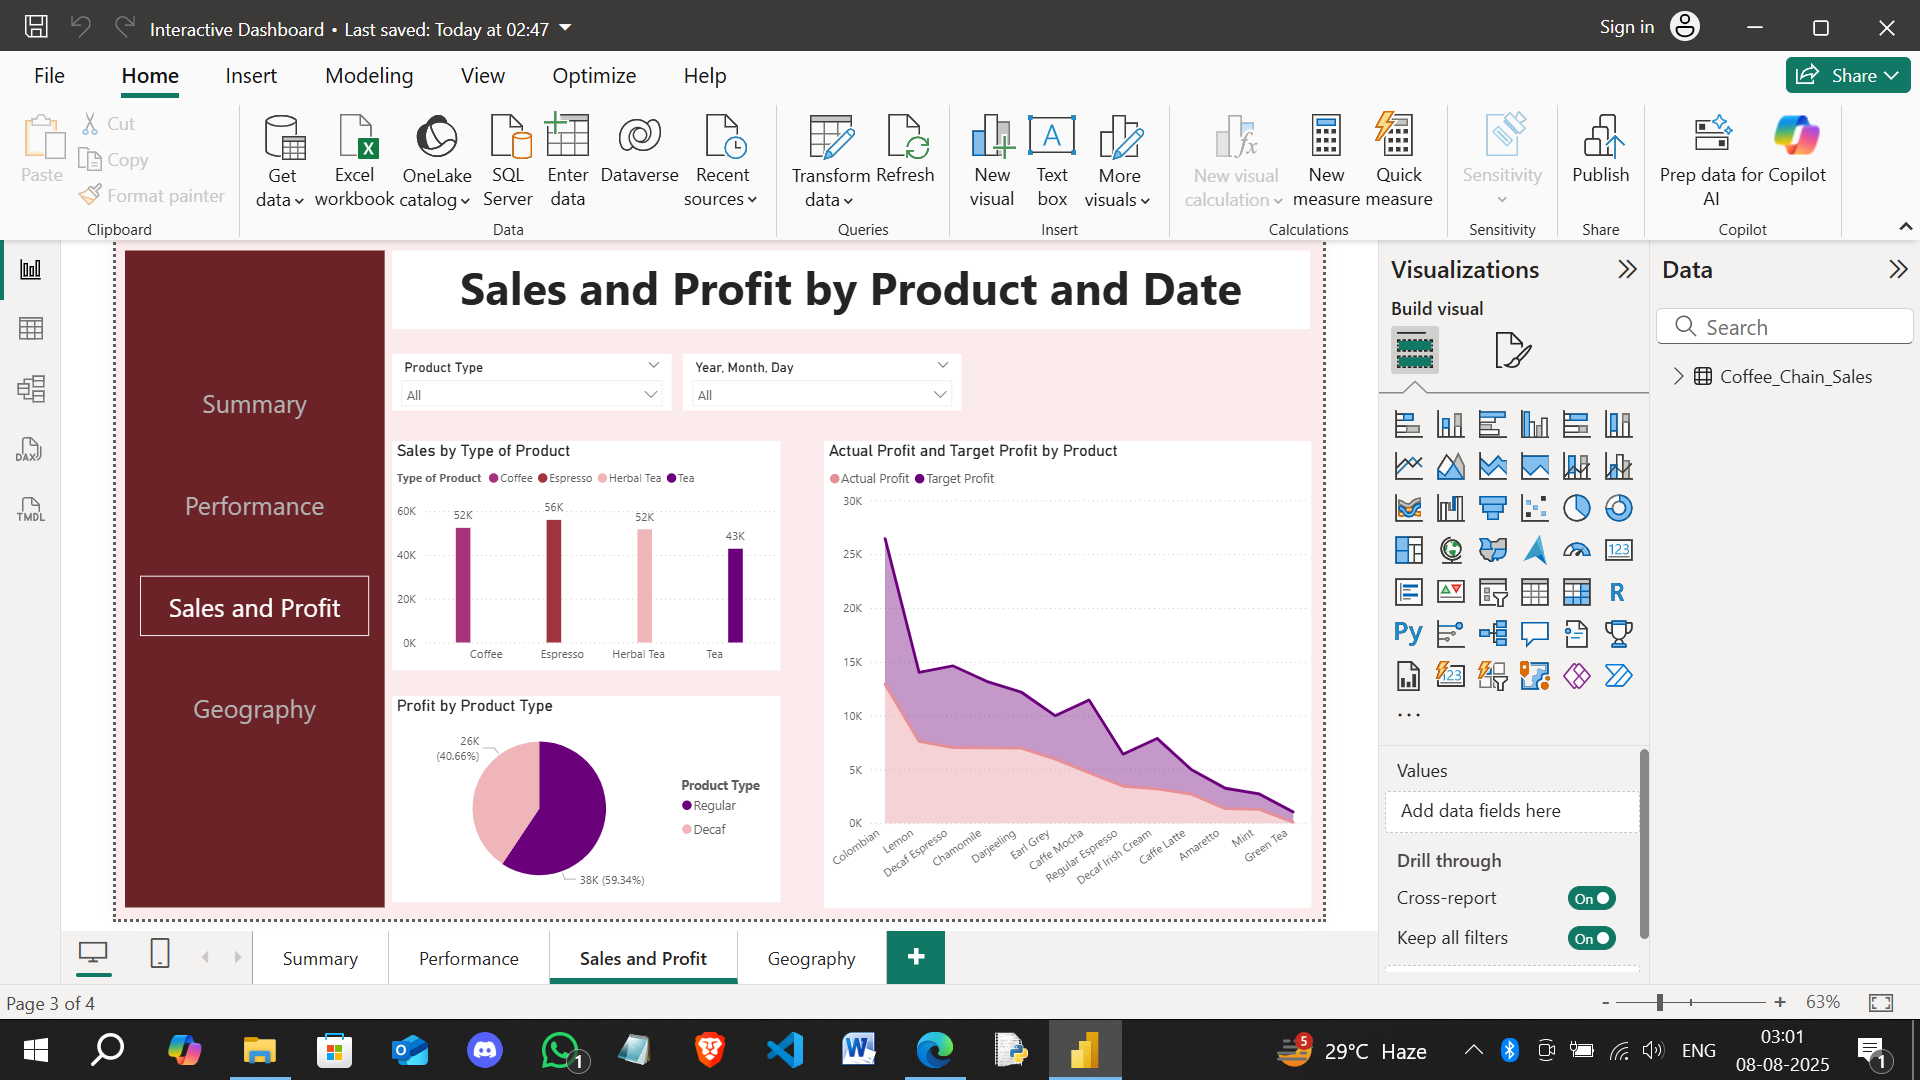 Interactive Dashboard • Last saved: Today at 02:47
Sign in
File Home Insert Modeling View Optimize Help
Share
Paste
Cut
Copy
Format painter
Clipboard
Get data
Excel workbook
OneLake catalog
SQL Server
Enter data
Dataverse
Recent sources
Data
Transform data
Refresh
Queries
New visual
Text box
More visuals
Insert
New visual calculation
New measure
Quick measure
Calculations
Sensitivity
Sensitivity
Publish
Share
Prep data for AI
Copilot
Copilot
DAX
TMDL
Summary
Performance
Sales and Profit
Geography
Sales and Profit by Product and Date
Product Type
All
Year, Month, Day
All
Sales by Type of Product
Type of Product Coffee Espresso Herbal Tea Tea
60K
40K
20K
0K
52K
56K
52K
43K
Coffee Espresso Herbal Tea Tea
Profit by Product Type
26K
(40.66%)
38K (59.34%)
Product Type
Regular
Decaf
Actual Profit and Target Profit by Product
Actual Profit Target Profit
30K
25K
20K
15K
10K
5K
0K
Colombian
Lemon
Decaf Espresso
Chamomile
Darjeeling
Earl Grey
Caffe Mocha
Regular Espresso
Decaf Irish Cream
Caffe Latte
Amaretto
Mint
Green Tea
Visualizations
Build visual
123
R
Py
123
Values
Add data fields here
Drill through
Cross-report
On
Keep all filters
On
Data
Search
Coffee_Chain_Sales
Summary Performance Sales and Profit Geography
Page 3 of 4
- + 63%
1
5
29°C Haze
ENG
03:01
08-08-2025
1